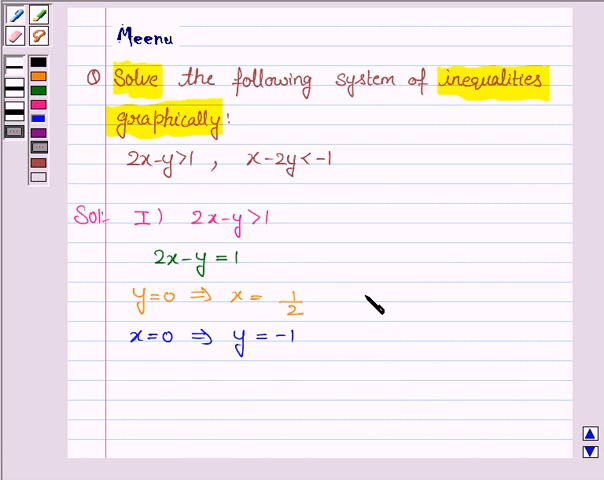 Meenu
Q Solve the following system of inequalities
graphically:
2x-y>1 , x-2y<-1
Sol:- I) 2x-y>1
2x-y=1
y=0 ⇒ x= 1/2
x=0 ⇒ y=-1